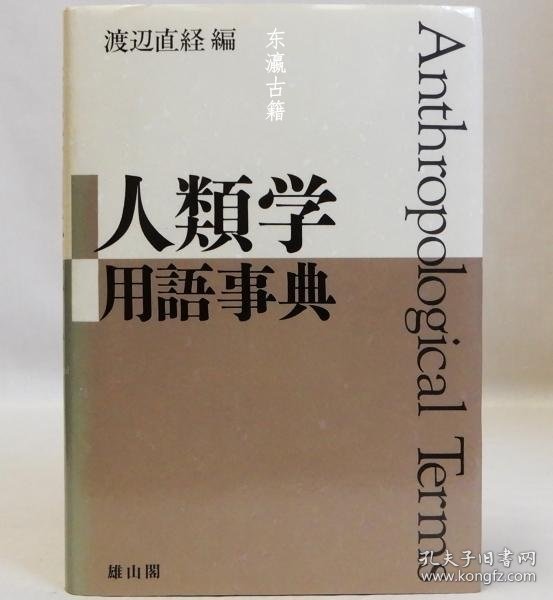 渡辺直経 編
东瀛古籍
人類学
用語事典
Anthropological Terms
雄山閣
孔夫子旧书网
www.kongfz.com